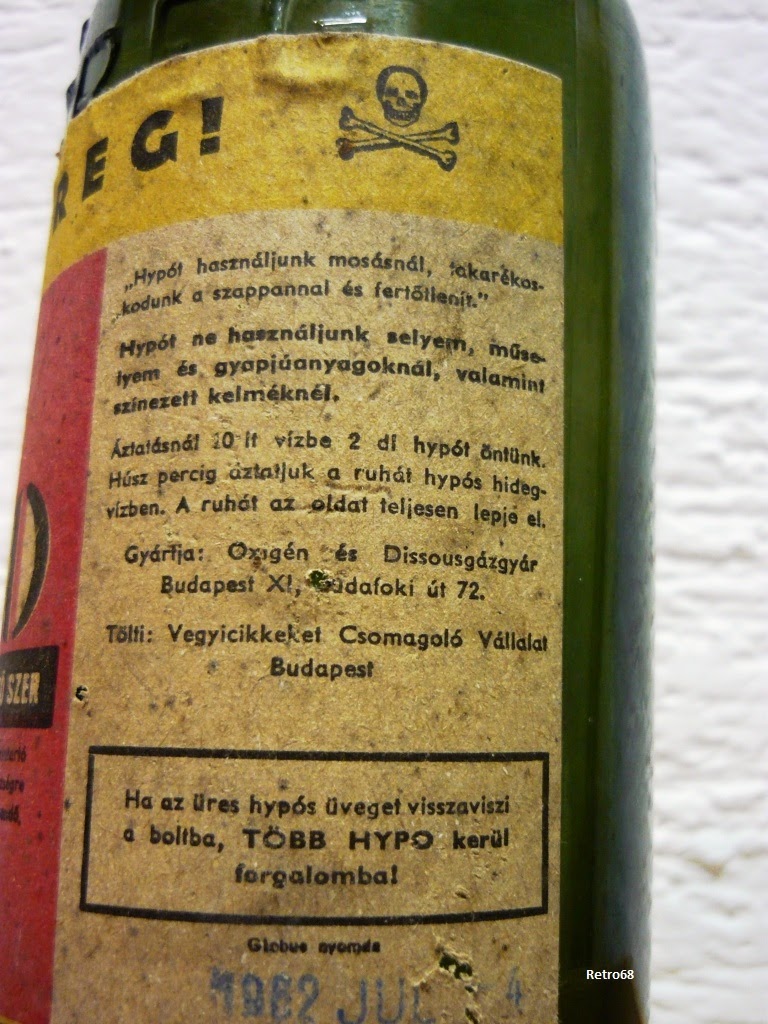 REG!
„Hypót használjunk mosásnál, takarékos-
kodunk a szappannal és fertőtlenít.”
Hypót ne használjunk selyem, műse-
lyem és gyapjúanyagoknál, valamint
színezett kelméknél.
Áztatásnál 10 lt vízbe 2 dl hypót öntünk.
Húsz percig áztatjuk a ruhát hypós hideg-
vízben. A ruhát az oldat teljesen lepje el.
Gyártja: Oxigén és Dissousgázgyár
Budapest XI, Budafoki út 72.
Tölti: Vegyicikkeket Csomagoló Vállalat
Budapest
SZER
Ha az üres hypós üveget visszaviszi
a boltba, TÖBB HYPO kerül
forgalomba!
Globus nyomda
1962 JUL 4
Retro68